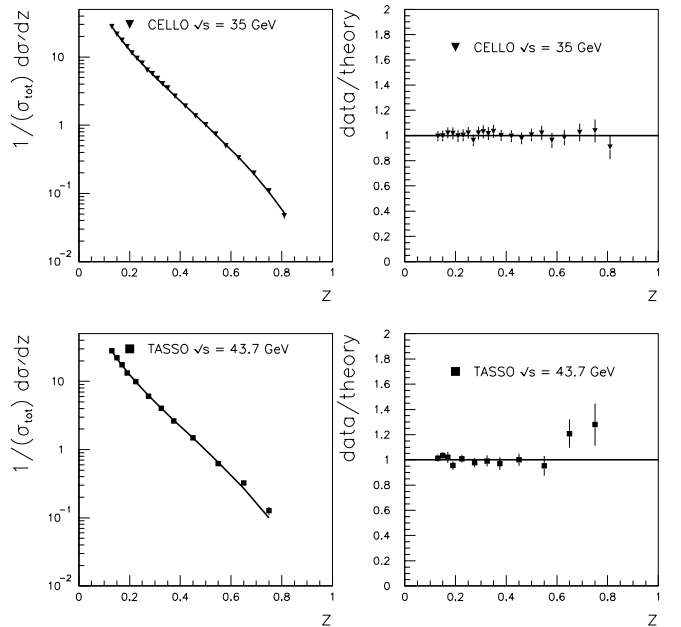 1/(σtot) dσ/dz
10
1
10⁻¹
10⁻²
0 0.2 0.4 0.6 0.8 1
z
CELLO √s = 35 GeV
data/theory
2
1.8
1.6
1.4
1.2
1
0.8
0.6
0.4
0.2
0
0 0.2 0.4 0.6 0.8 1
z
CELLO √s = 35 GeV
1/(σtot) dσ/dz
10
1
10⁻¹
10⁻²
0 0.2 0.4 0.6 0.8 1
z
TASSO √s = 43.7 GeV
data/theory
2
1.8
1.6
1.4
1.2
1
0.8
0.6
0.4
0.2
0
0 0.2 0.4 0.6 0.8 1
z
TASSO √s = 43.7 GeV